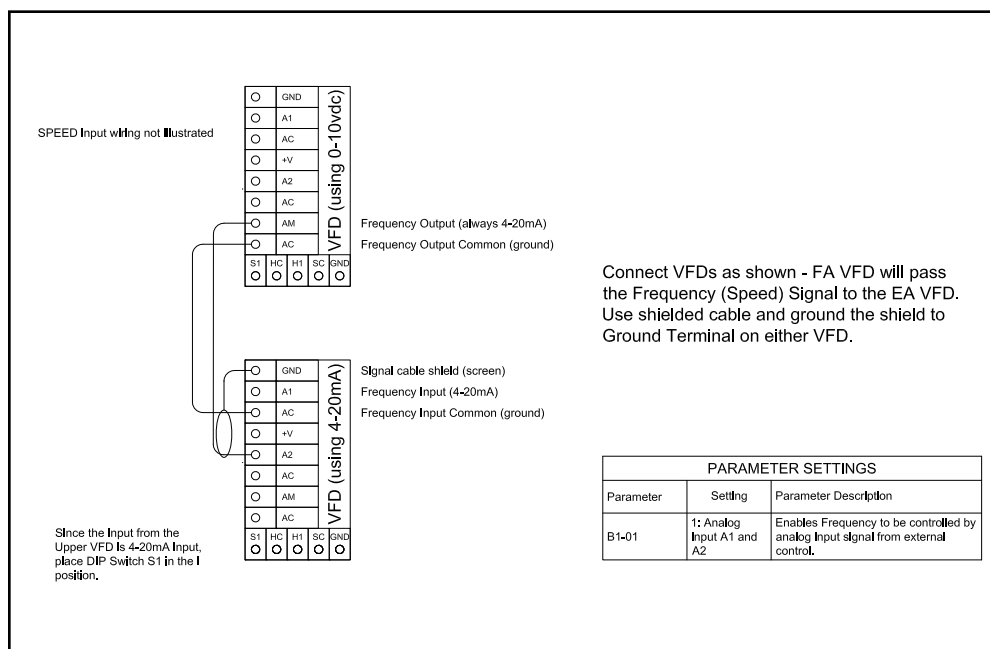 SPEED Input wiring not illustrated
GND
A1
AC
+V
A2
AC
AM
AC
VFD (using 0-10vdc)
S1 HC H1 SC GND
Frequency Output (always 4-20mA)
Frequency Output Common (ground)
Connect VFDs as shown - FA VFD will pass
the Frequency (Speed) Signal to the EA VFD.
Use shielded cable and ground the shield to
Ground Terminal on either VFD.
GND
A1
AC
+V
A2
AC
AM
AC
VFD (using 4-20mA)
S1 HC H1 SC GND
Signal cable shield (screen)
Frequency Input (4-20mA)
Frequency Input Common (ground)
Since the Input from the
Upper VFD is 4-20mA Input,
place DIP Switch S1 in the I
position.
PARAMETER SETTINGS
Parameter Setting Parameter Description
B1-01
1: Analog
Input A1 and
A2
Enables Frequency to be controlled by
analog Input signal from external
control.